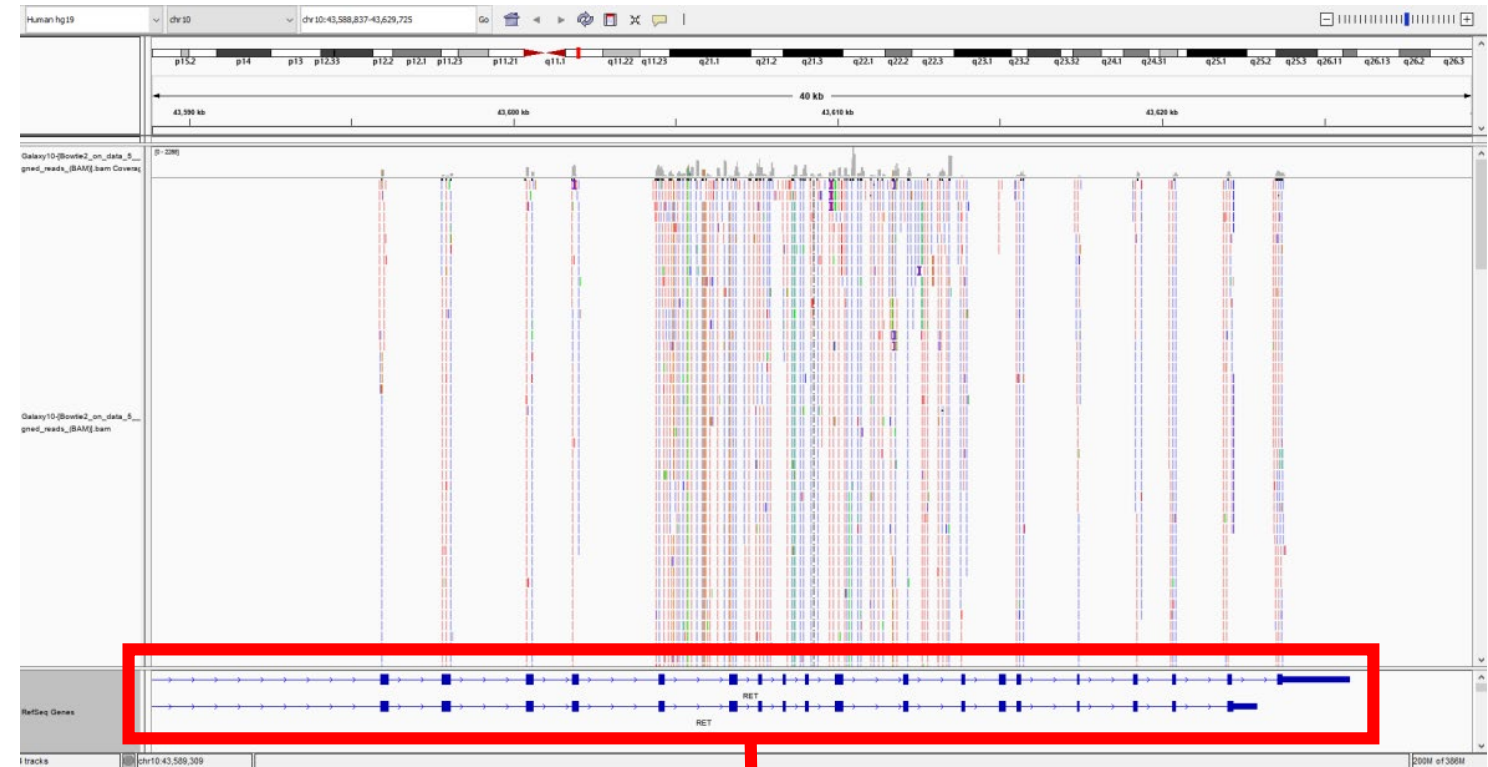 Human hg19 chr10 chr10:43,588,837-43,629,725 Go
p15.2 p14 p13 p12.33 p12.2 p12.1 p11.23 p11.21 q11.1 q11.22 q11.23 q21.1 q21.2 q21.3 q22.1 q22.2 q22.3 q23.1 q23.2 q23.32 q24.1 q24.31 q25.1 q25.2 q25.3 q26.11 q26.13 q26.2 q26.3
40 kb
43,590 kb 43,600 kb 43,610 kb 43,620 kb
Galaxy10-[Bowtie2_on_data_5__
gned_reads_(BAM)].bam Coverag
[0 - 2288]
Galaxy10-[Bowtie2_on_data_5__
gned_reads_(BAM)].bam
RefSeq Genes
RET
RET
tracks chr10:43,589,309 200M of 386M